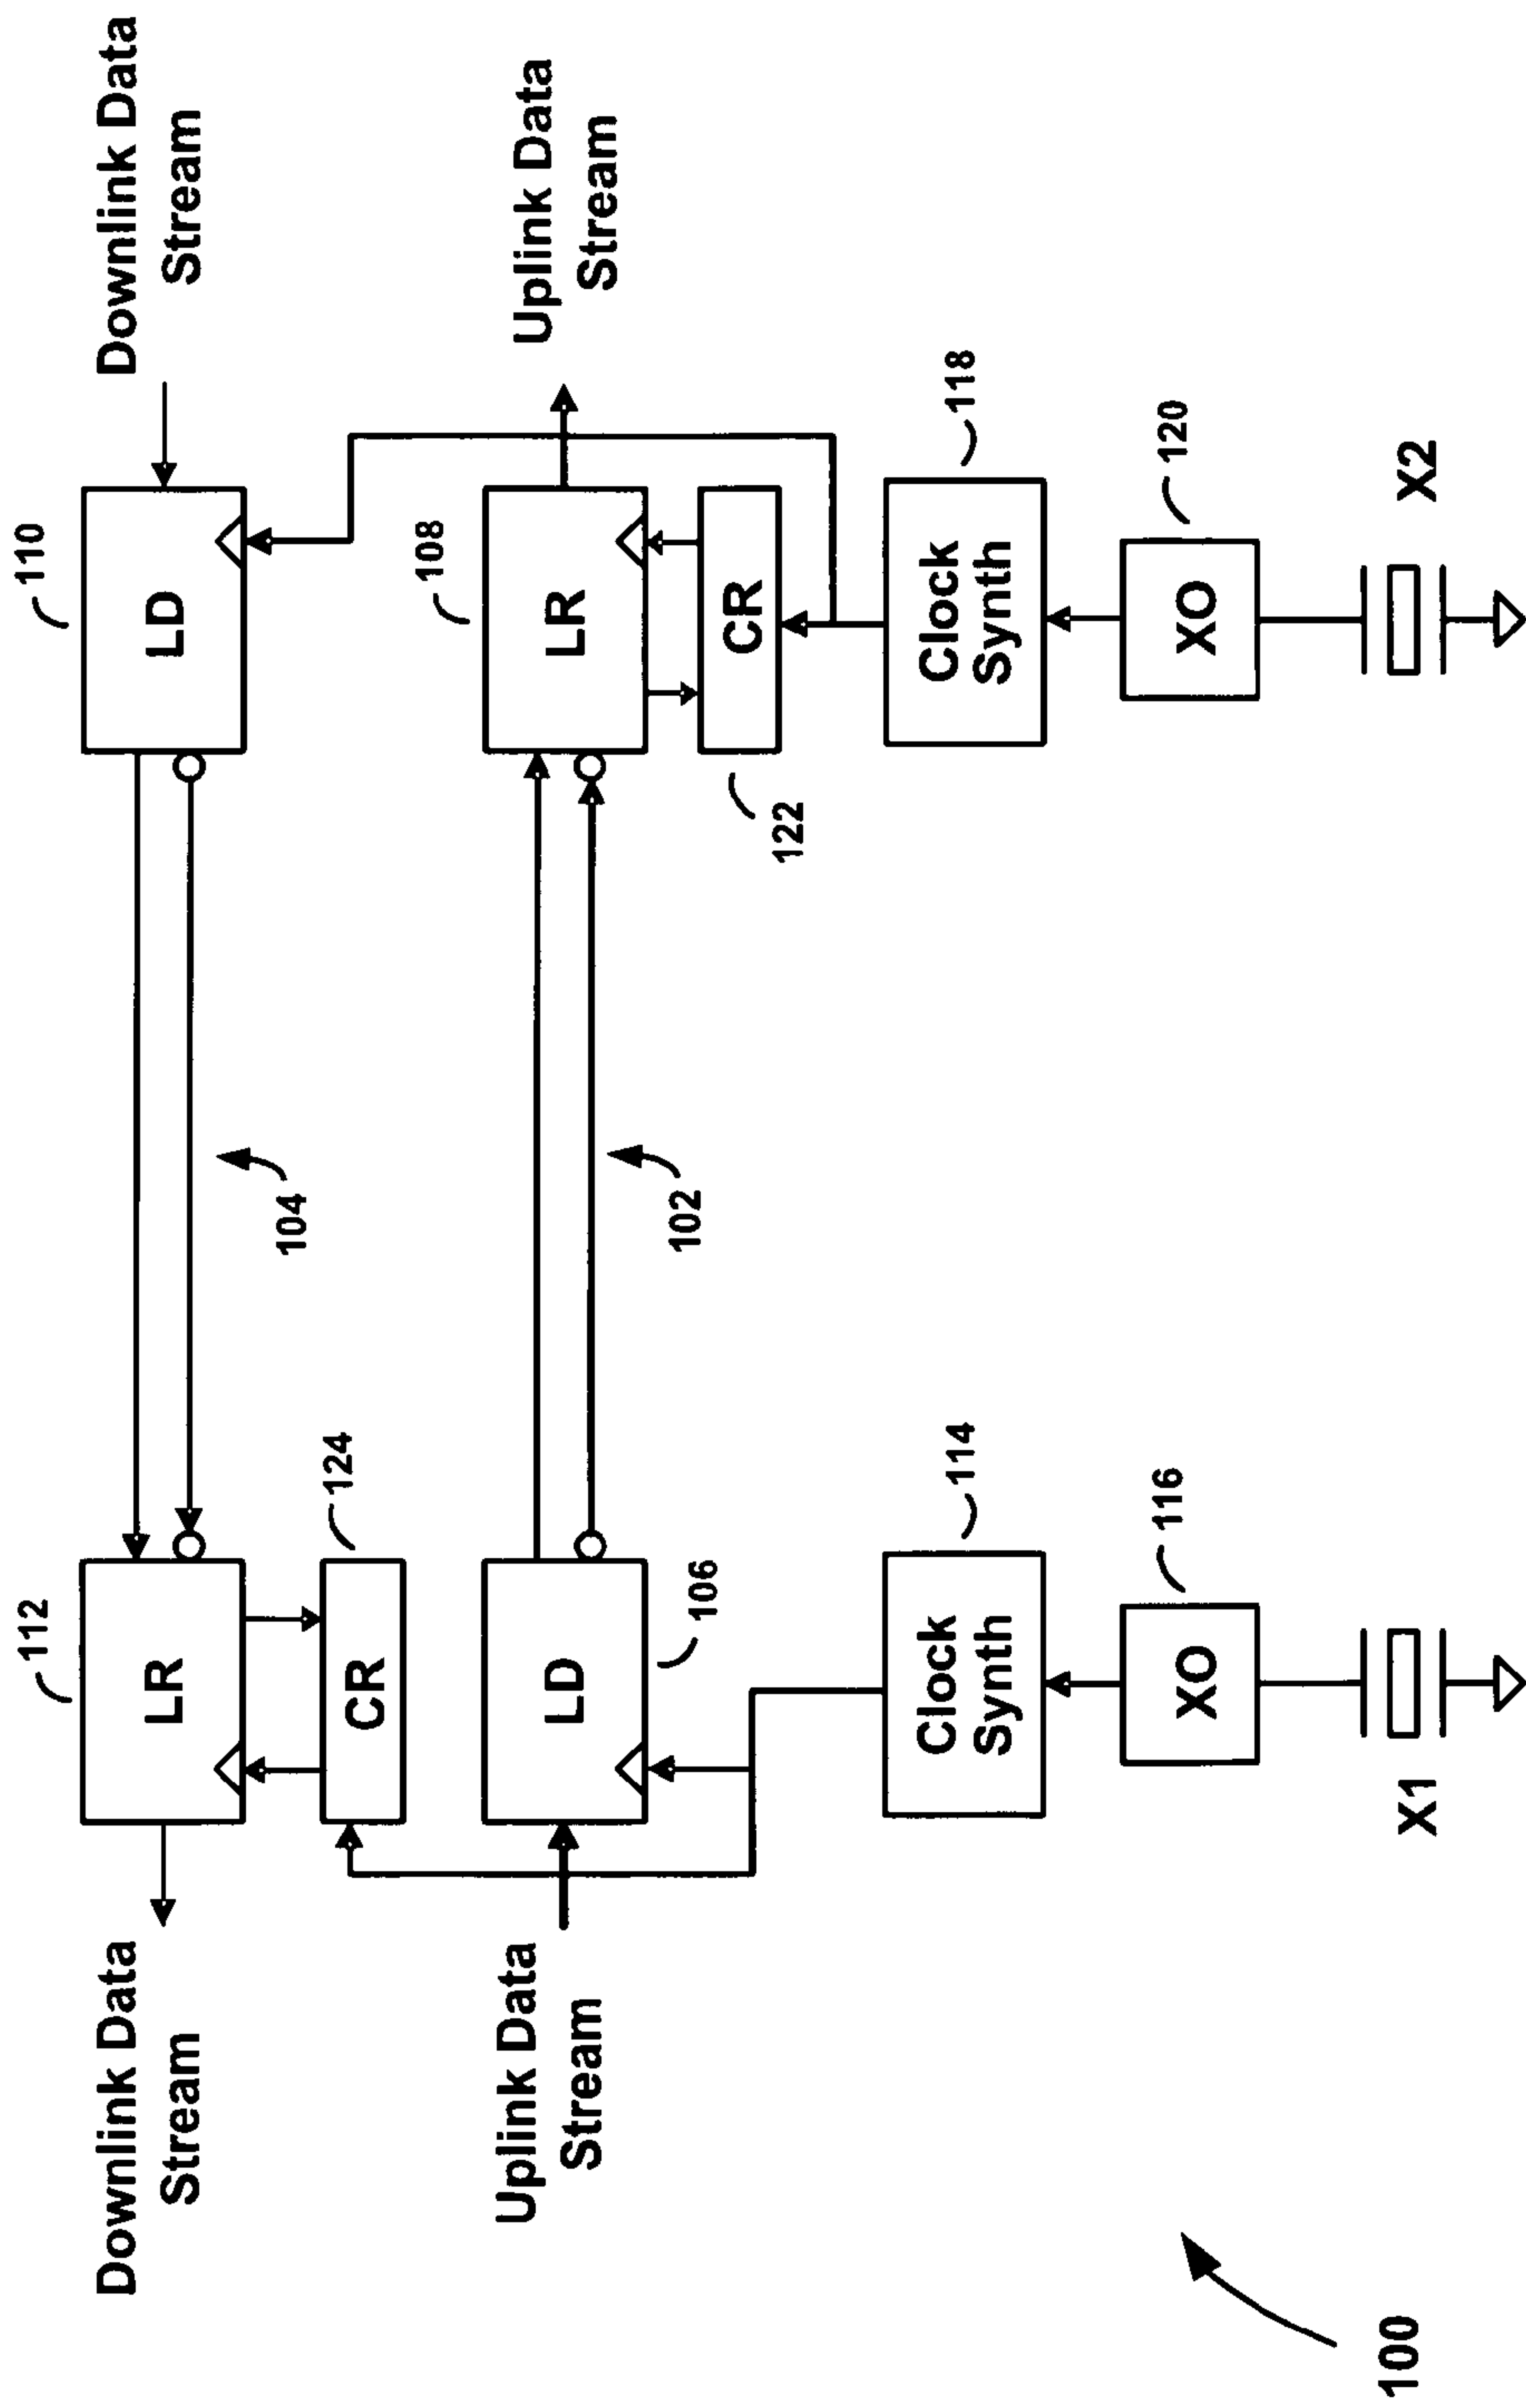 Downlink Data
Stream
112
LR
124
CR
104
110
LD
Downlink Data
Stream
Uplink Data
Stream
LD
106
102
108
LR
CR
122
Uplink Data
Stream
114
Clock
Synth
118
Clock
Synth
116
XO
120
XO
X1
X2
100